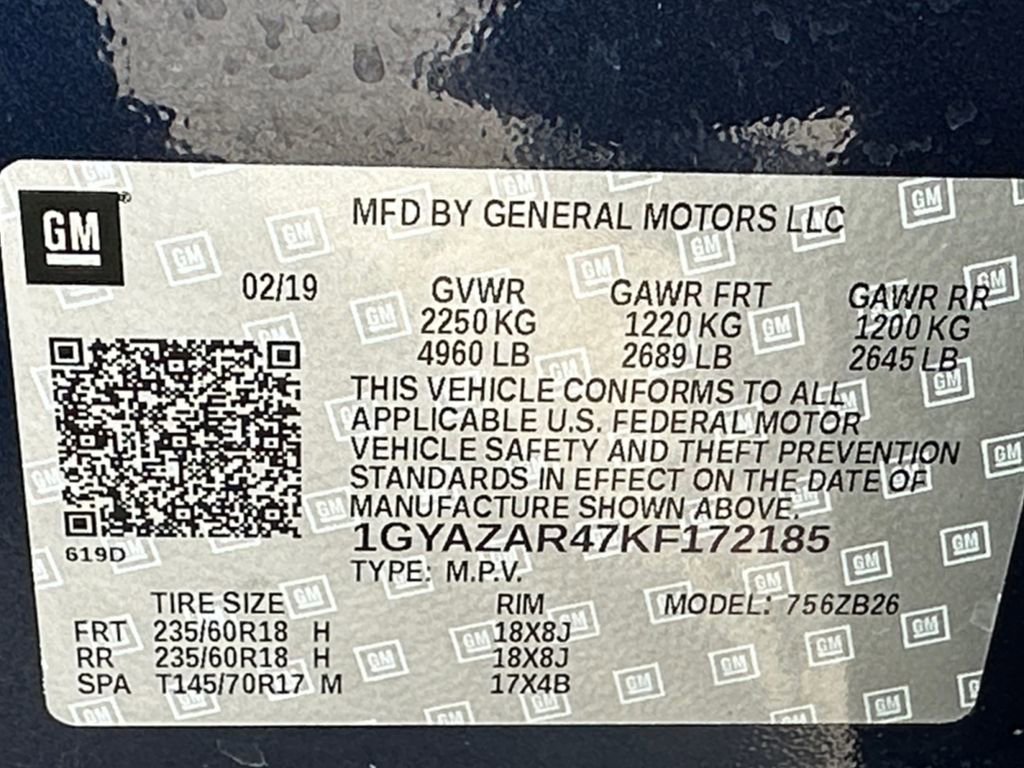 GM
MFD BY GENERAL MOTORS LLC
02/19 GVWR GAWR FRT GAWR RR
2250 KG 1220 KG 1200 KG
4960 LB 2689 LB 2645 LB
THIS VEHICLE CONFORMS TO ALL
APPLICABLE U.S. FEDERAL MOTOR
VEHICLE SAFETY AND THEFT PREVENTION
STANDARDS IN EFFECT ON THE DATE OF
MANUFACTURE SHOWN ABOVE.
1GYAZAR47KF172185
619D
TYPE: M.P.V.
TIRE SIZE RIM MODEL: 756ZB26
FRT 235/60R18 H 18X8J
RR 235/60R18 H 18X8J
SPA T145/70R17 M 17X4B